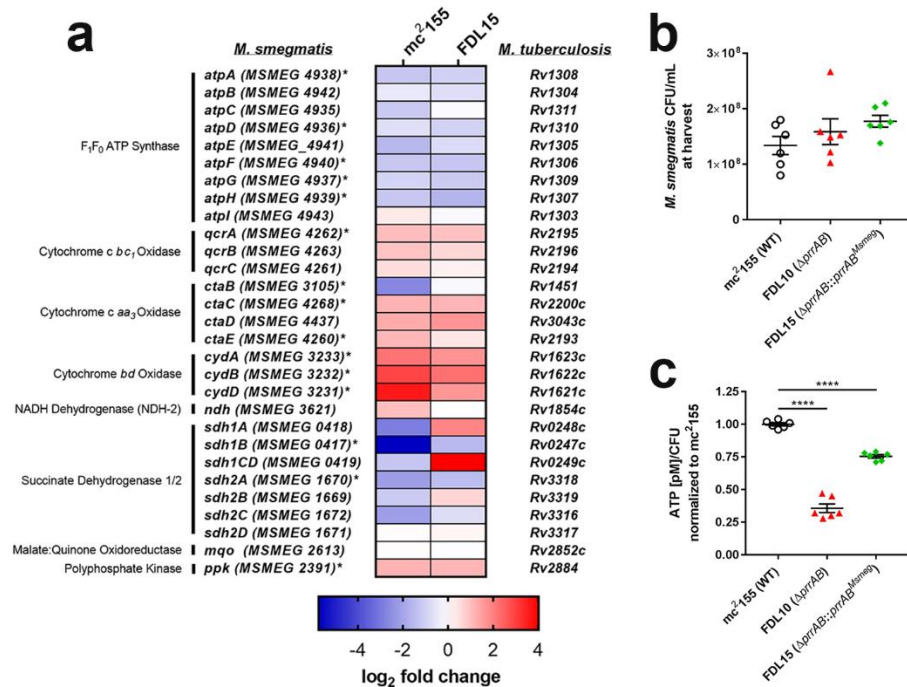 a
M. smegmatis mc²155 FDL15 M. tuberculosis
F₁F₀ ATP Synthase
atpA (MSMEG 4938)* Rv1308
atpB (MSMEG 4942) Rv1304
atpC (MSMEG 4935) Rv1311
atpD (MSMEG 4936)* Rv1310
atpE (MSMEG_4941) Rv1305
atpF (MSMEG 4940)* Rv1306
atpG (MSMEG 4937)* Rv1309
atpH (MSMEG 4939)* Rv1307
atpI (MSMEG 4943) Rv1303
Cytochrome c bc₁ Oxidase
qcrA (MSMEG 4262)* Rv2195
qcrB (MSMEG 4263) Rv2196
qcrC (MSMEG 4261) Rv2194
Cytochrome c aa₃ Oxidase
ctaB (MSMEG 3105)* Rv1451
ctaC (MSMEG 4268)* Rv2200c
ctaD (MSMEG 4437) Rv3043c
ctaE (MSMEG 4260)* Rv2193
Cytochrome bd Oxidase
cydA (MSMEG 3233)* Rv1623c
cydB (MSMEG 3232)* Rv1622c
cydD (MSMEG 3231)* Rv1621c
NADH Dehydrogenase (NDH-2)
ndh (MSMEG 3621) Rv1854c
Succinate Dehydrogenase 1/2
sdh1A (MSMEG 0418) Rv0248c
sdh1B (MSMEG 0417)* Rv0247c
sdh1CD (MSMEG 0419) Rv0249c
sdh2A (MSMEG 1670)* Rv3318
sdh2B (MSMEG 1669) Rv3319
sdh2C (MSMEG 1672) Rv3316
sdh2D (MSMEG 1671) Rv3317
Malate:Quinone Oxidoreductase
mqo (MSMEG 2613) Rv2852c
Polyphosphate Kinase
ppk (MSMEG 2391)* Rv2884
-4 -2 0 2 4
log₂ fold change
b
M. smegmatis CFU/mL
at harvest
3×10⁸
2×10⁸
1×10⁸
0
mc²155 (WT)
FDL10 (ΔprrAB)
FDL15 (ΔprrAB::prrAB^Msmeg)
c
ATP [pM]/CFU
normalized to mc²155
1.25
1.00
0.75
0.50
0.25
0.00
****
****
mc²155 (WT)
FDL10 (ΔprrAB)
FDL15 (ΔprrAB::prrAB^Msmeg)